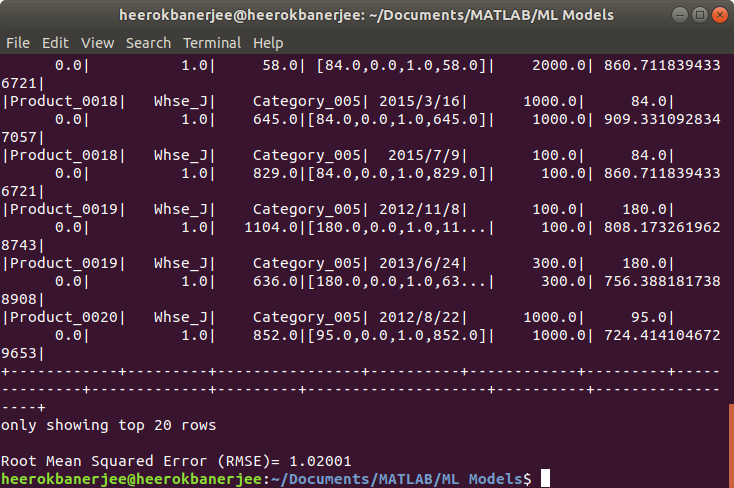 heerokbanerjee@heerokbanerjee: ~/Documents/MATLAB/ML Models
File Edit View Search Terminal Help
      0.0|          1.0|     58.0| [84.0,0.0,1.0,58.0]|    2000.0| 860.711839433
6721|
|Product_0018|   Whse_J|    Category_005| 2015/3/16|      1000.0|     84.0|
      0.0|          1.0|    645.0|[84.0,0.0,1.0,645.0]|    1000.0| 909.331092834
7057|
|Product_0018|   Whse_J|    Category_005|  2015/7/9|       100.0|     84.0|
      0.0|          1.0|    829.0|[84.0,0.0,1.0,829.0]|     100.0| 860.711839433
6721|
|Product_0019|   Whse_J|    Category_005| 2012/11/8|       100.0|    180.0|
      0.0|          1.0|   1104.0|[180.0,0.0,1.0,11...|     100.0| 808.173261962
8743|
|Product_0019|   Whse_J|    Category_005| 2013/6/24|       300.0|    180.0|
      0.0|          1.0|    636.0|[180.0,0.0,1.0,63...|     300.0| 756.388181738
8908|
|Product_0020|   Whse_J|    Category_005| 2012/8/22|      1000.0|     95.0|
      0.0|          1.0|    852.0|[95.0,0.0,1.0,852.0]|    1000.0| 724.414104672
9653|
+------------+---------+----------------+----------+------------+---------+-----
---------+-------------+---------+--------------------+----------+--------------
----+
only showing top 20 rows
Root Mean Squared Error (RMSE)= 1.02001
heerokbanerjee@heerokbanerjee:~/Documents/MATLAB/ML Models$